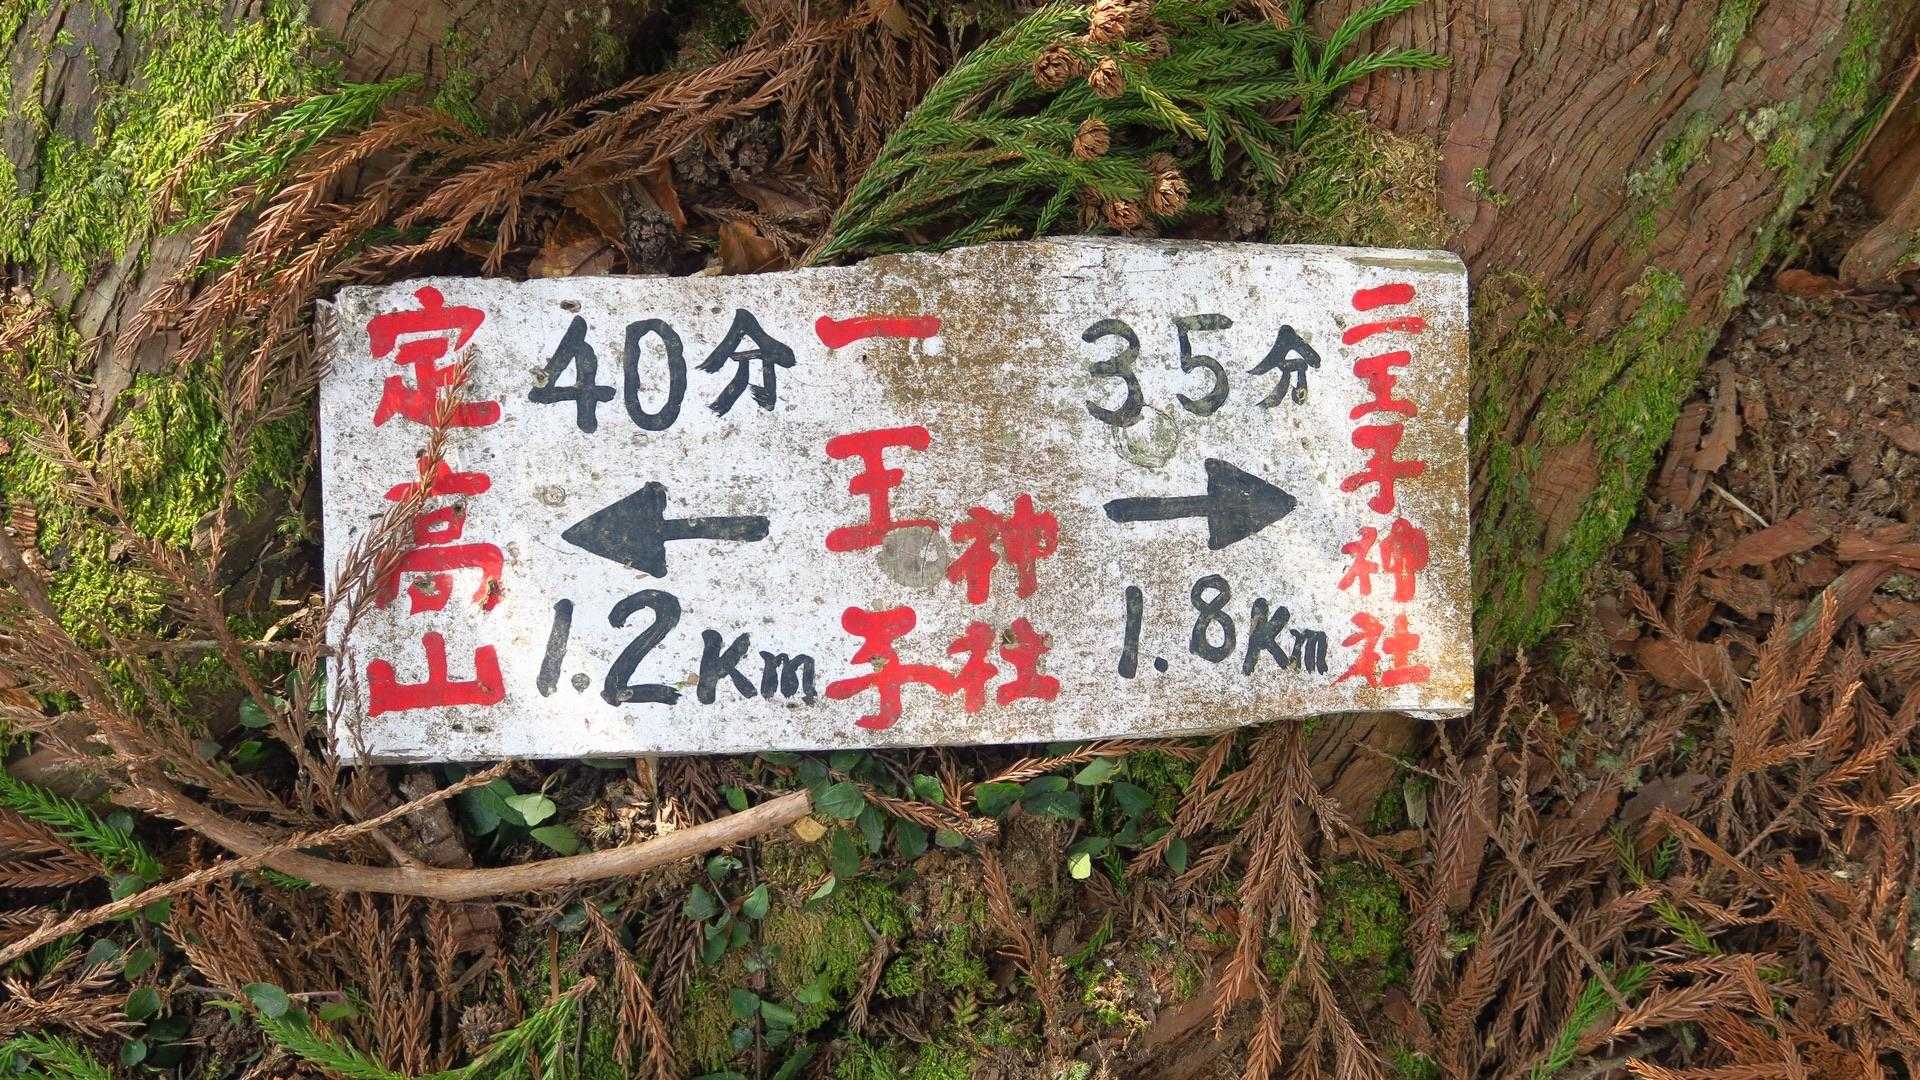 定高山
40分
1.2Km
一王子
神社
35分
1.8Km
二王子神社